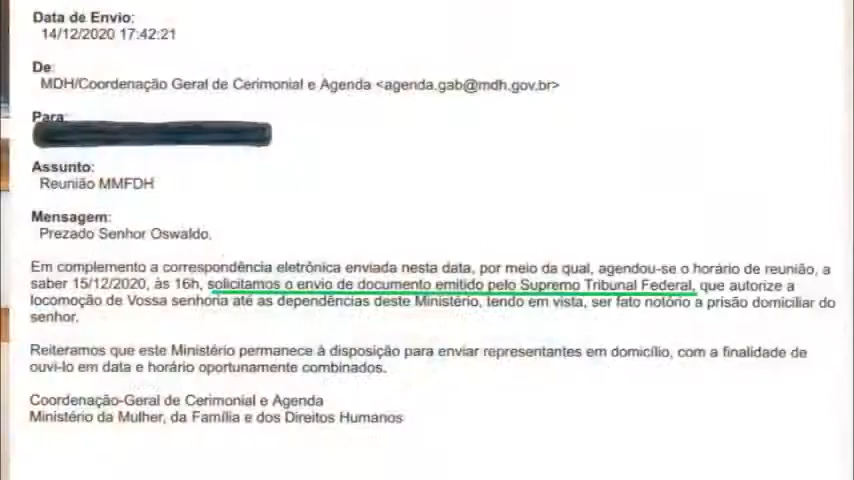 Data de Envio:
14/12/2020 17:42:21
De:
MDH/Coordenação Geral de Cerimonial e Agenda <agenda.gab@mdh.gov.br>
Para:
Assunto:
Reunião MMFDH
Mensagem:
Prezado Senhor Oswaldo,
Em complemento a correspondência eletrônica enviada nesta data, por meio da qual, agendou-se o horário de reunião, a
saber 15/12/2020, às 16h, solicitamos o envio de documento emitido pelo Supremo Tribunal Federal, que autorize a
locomoção de Vossa senhoria até as dependências deste Ministério, tendo em vista, ser fato notório a prisão domiciliar do
senhor.
Reiteramos que este Ministério permanece à disposição para enviar representantes em domicílio, com a finalidade de
ouvi-lo em data e horário oportunamente combinados.
Coordenação-Geral de Cerimonial e Agenda
Ministério da Mulher, da Família e dos Direitos Humanos